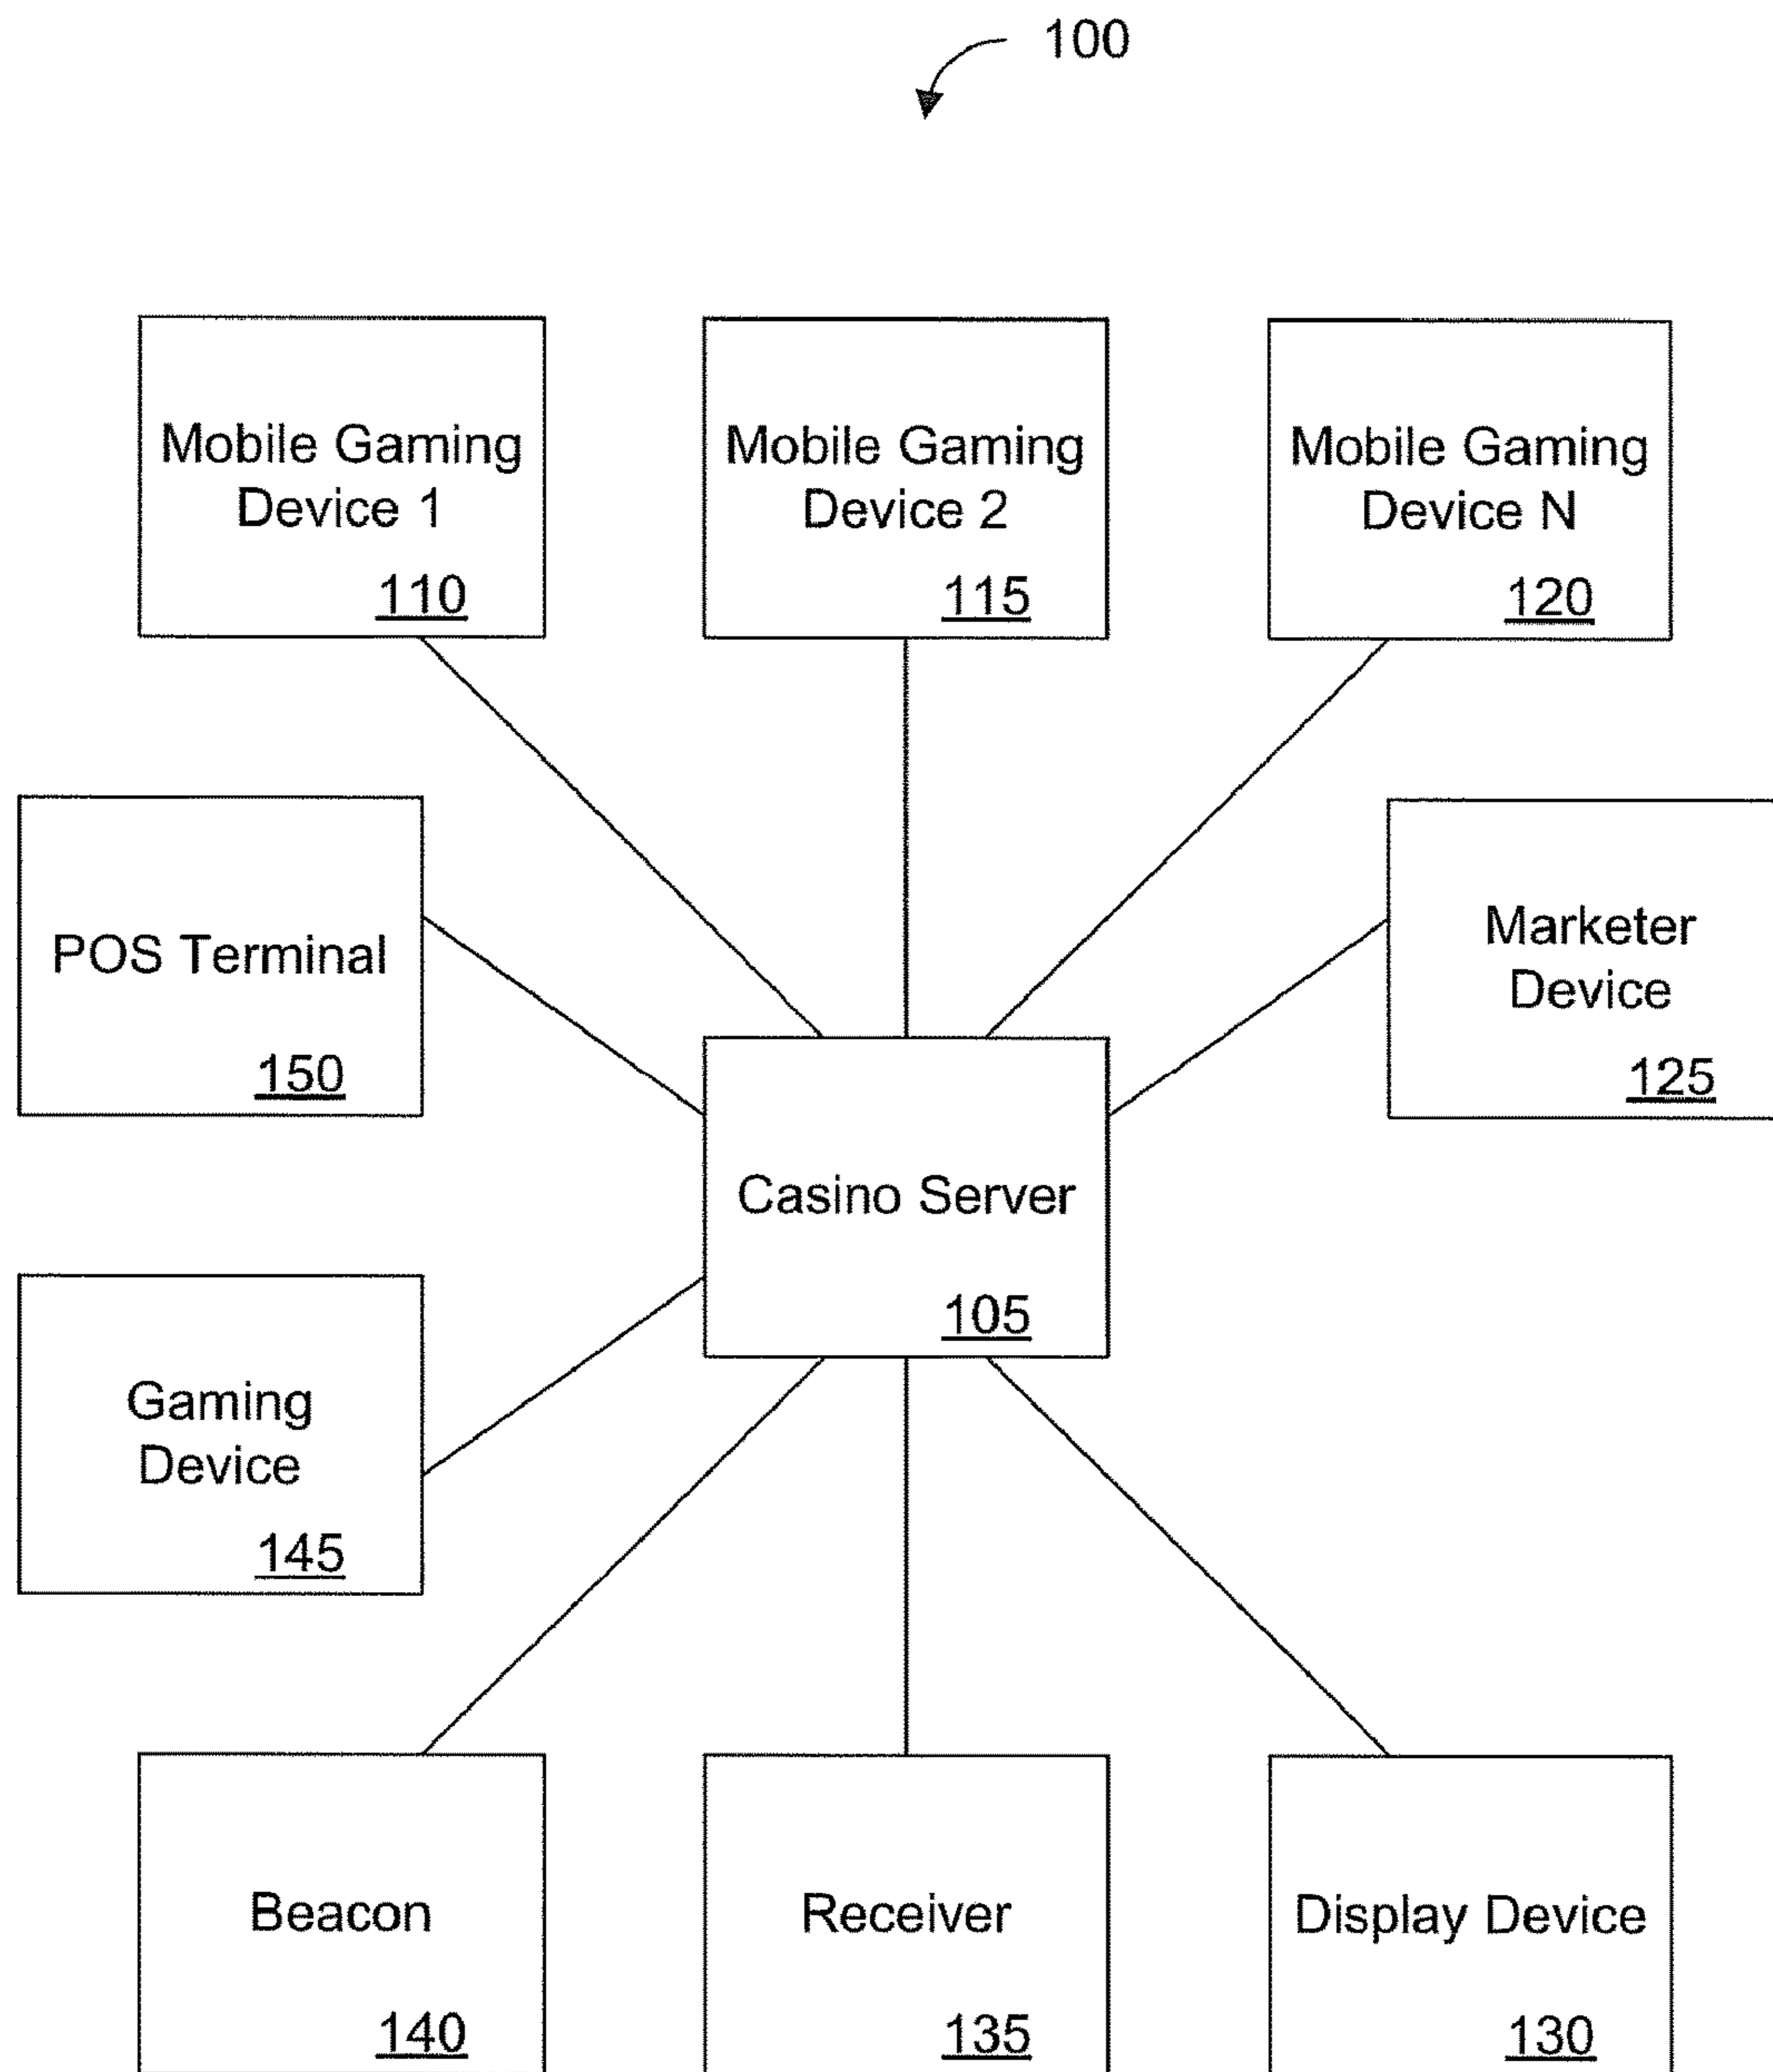 100
Mobile Gaming
Device 1
110
Mobile Gaming
Device 2
115
Mobile Gaming
Device N
120
POS Terminal
150
Marketer
Device
125
Casino Server
105
Gaming
Device
145
Beacon
140
Receiver
135
Display Device
130